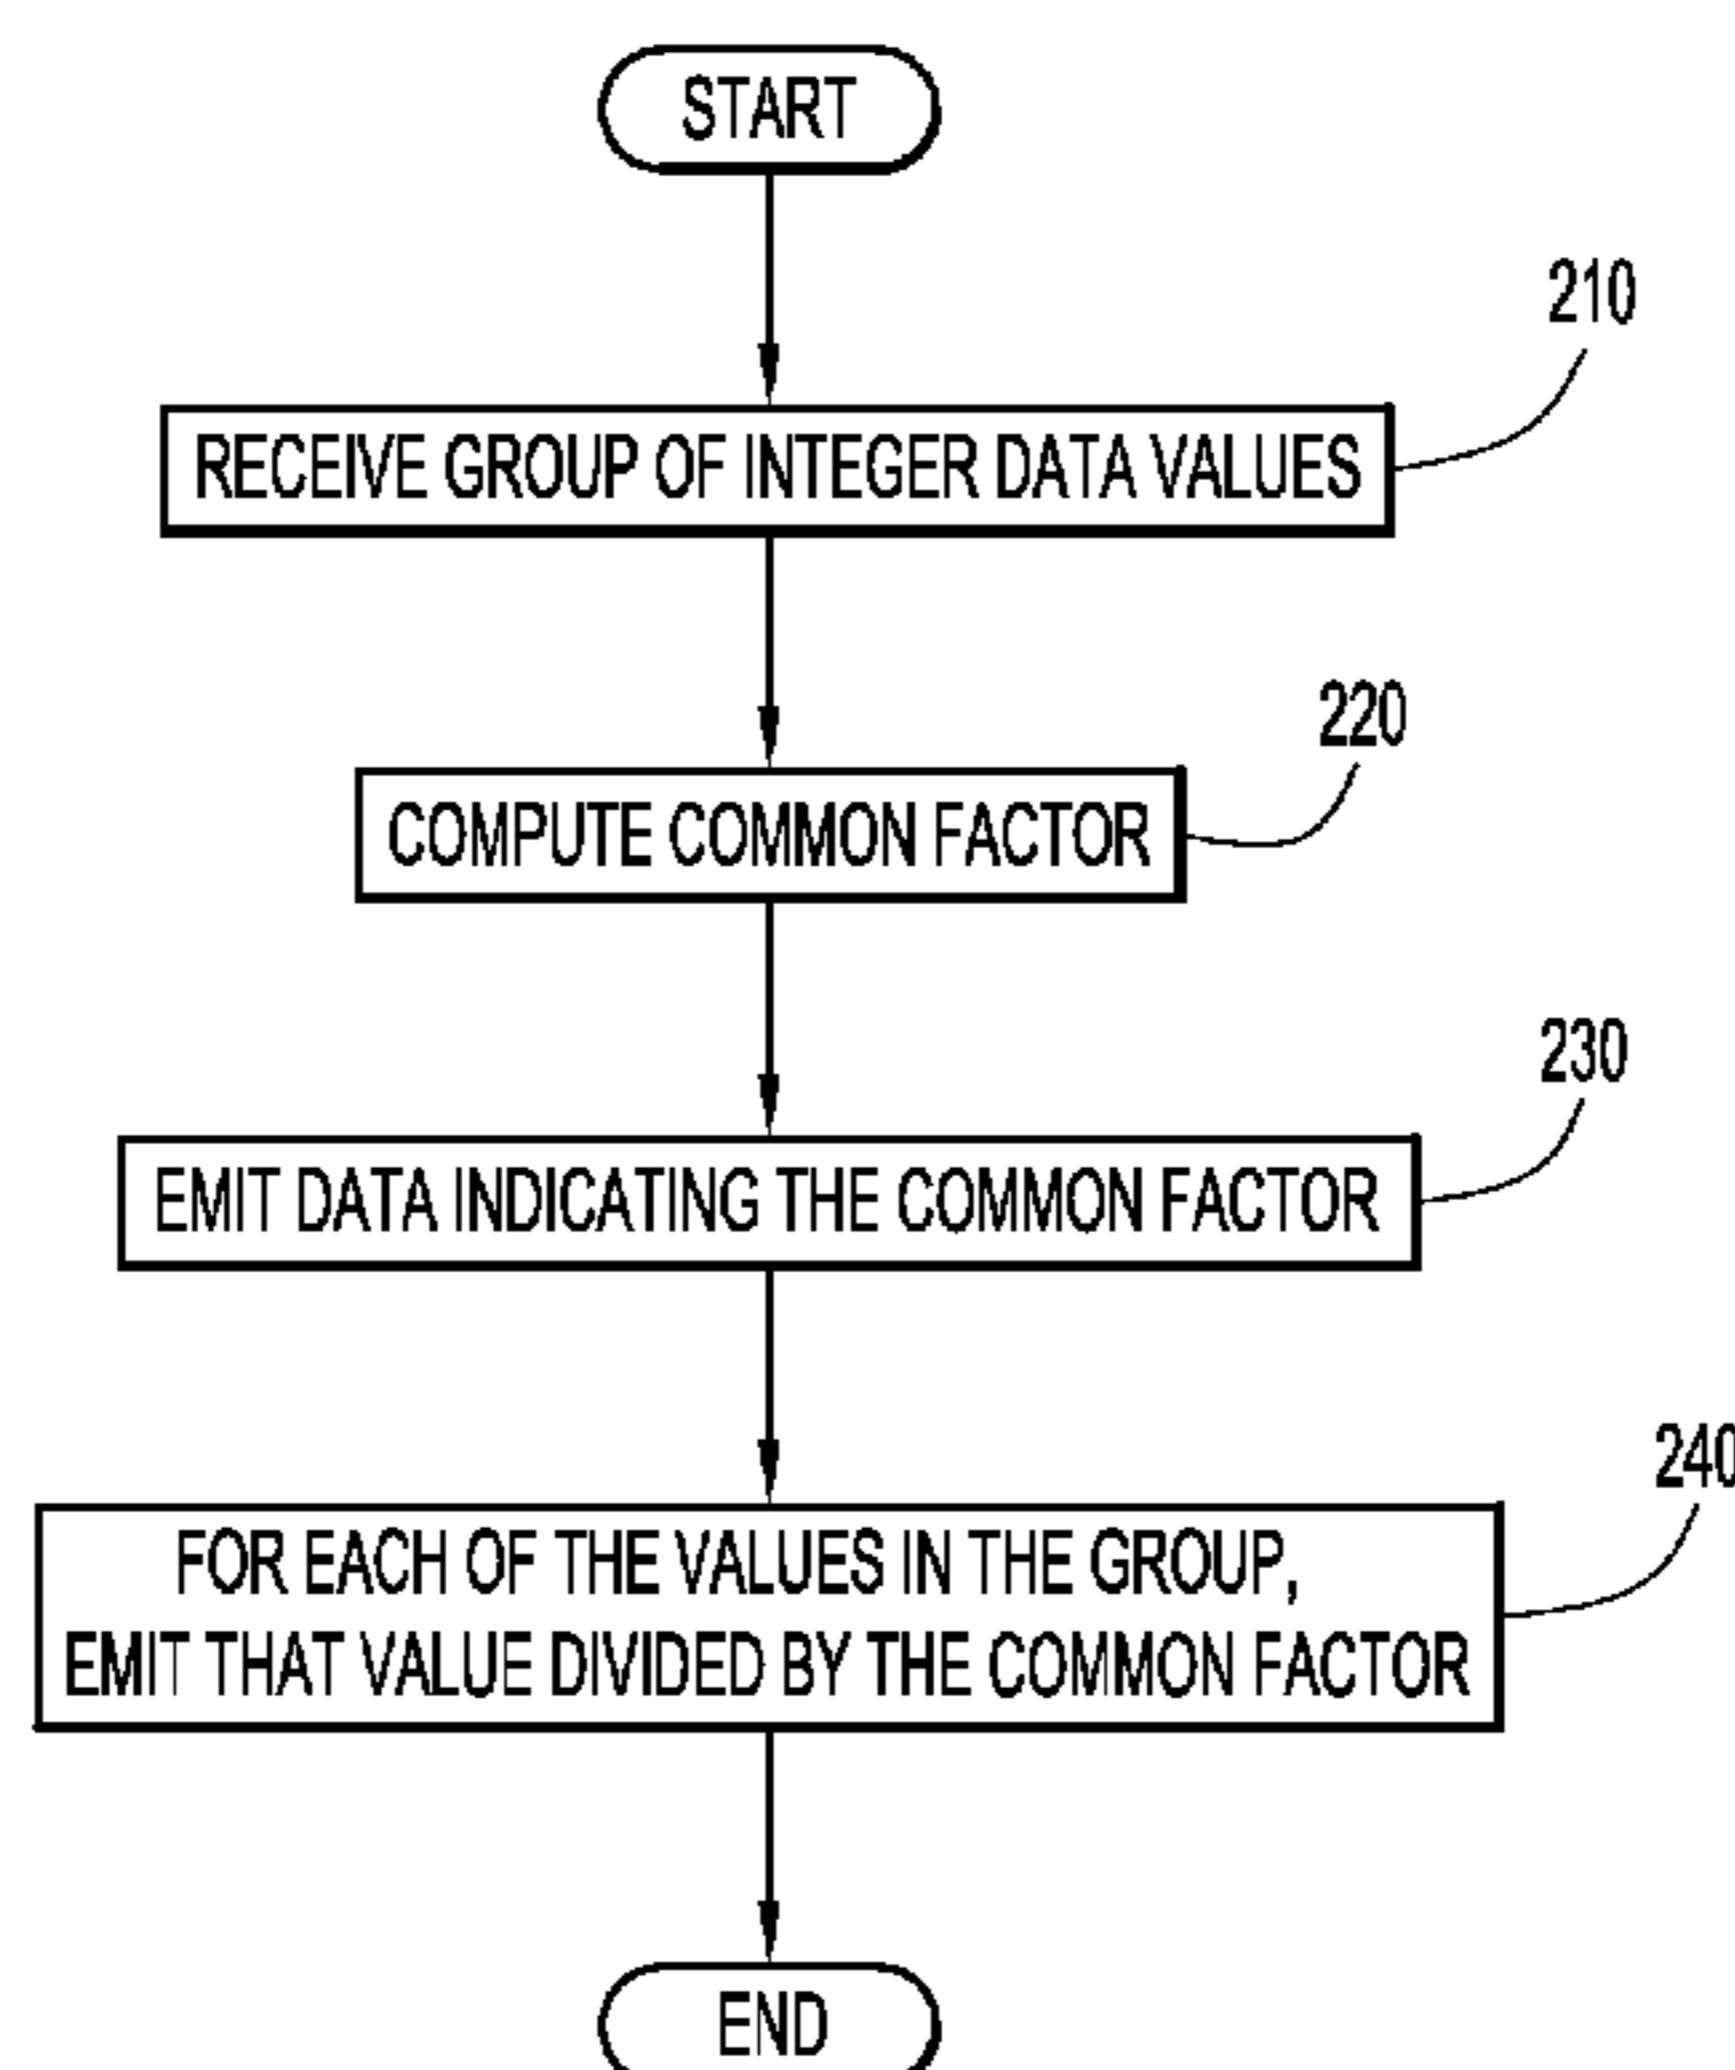 START
210
RECEIVE GROUP OF INTEGER DATA VALUES
220
COMPUTE COMMON FACTOR
230
EMIT DATA INDICATING THE COMMON FACTOR
240
FOR EACH OF THE VALUES IN THE GROUP,
EMIT THAT VALUE DIVIDED BY THE COMMON FACTOR
END